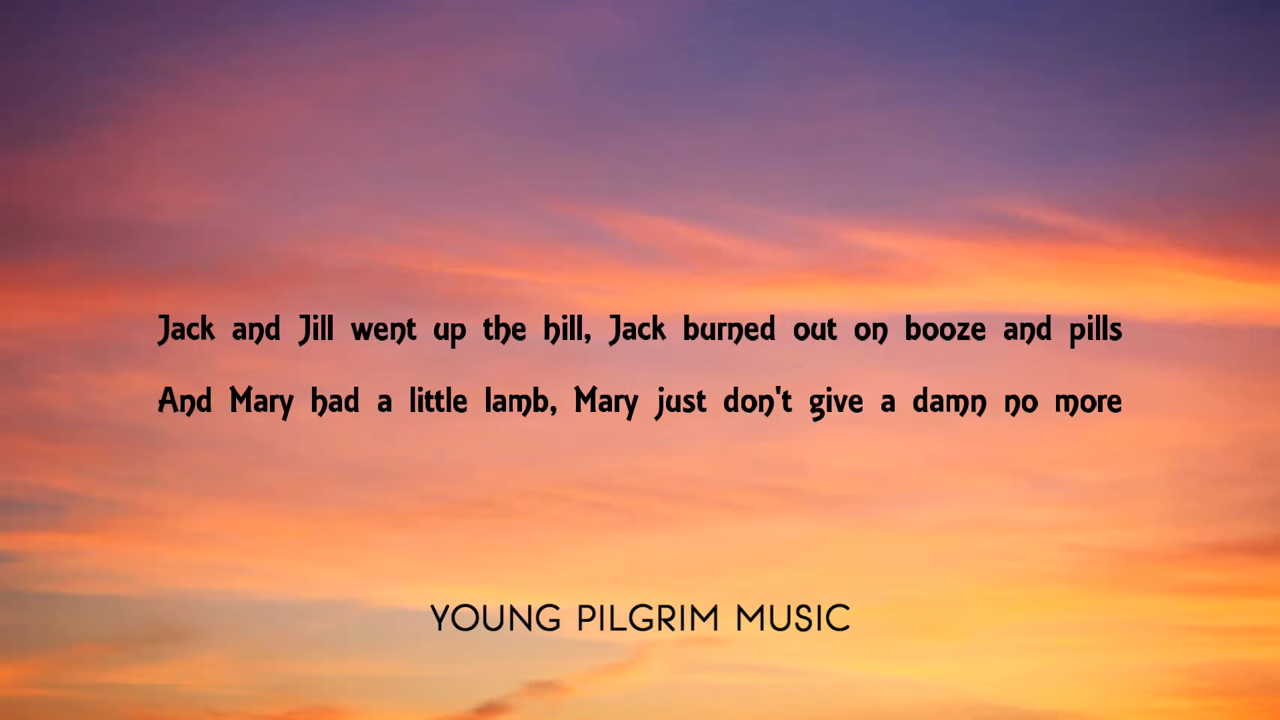 Jack and Jill went up the hill, Jack burned out on booze and pills
And Mary had a little lamb, Mary just don't give a damn no more
YOUNG PILGRIM MUSIC